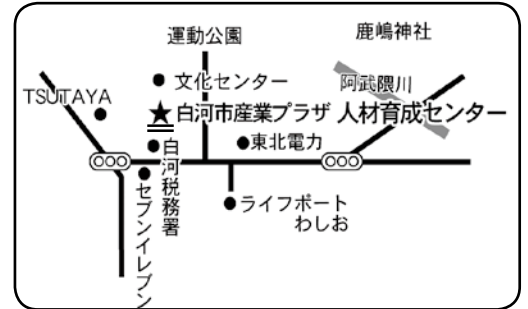 運動公園
鹿嶋神社
文化センター
阿武隈川
TSUTAYA
白河市産業プラザ 人材育成センター
東北電力
白河税務署
セブンイレブン
ライフポート
わしお